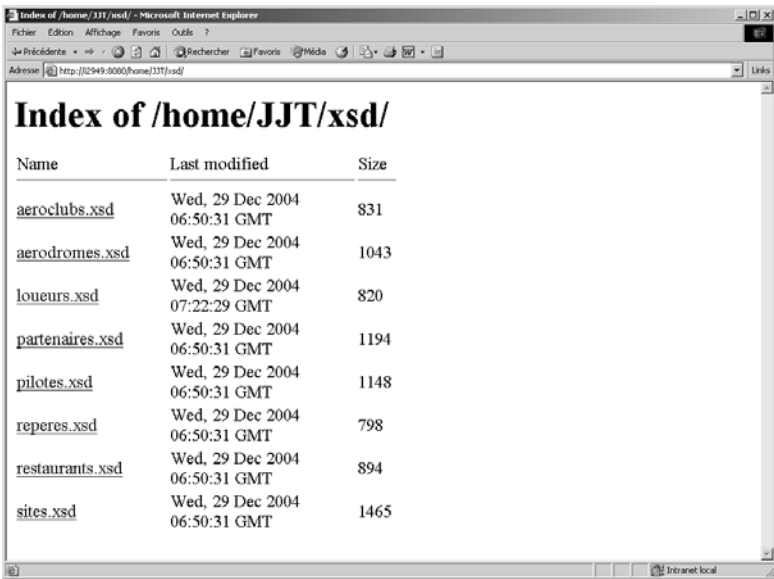 Index of /home/JJT/xsd/ - Microsoft Internet Explorer
Fichier Edition Affichage Favoris Outils ?
Précédente Rechercher Favoris Média
Adresse http://l2949:8080/home/JJT/xsd/ Links
Index of /home/JJT/xsd/
Name Last modified Size
aeroclubs.xsd Wed, 29 Dec 2004 06:50:31 GMT 831
aerodromes.xsd Wed, 29 Dec 2004 06:50:31 GMT 1043
loueurs.xsd Wed, 29 Dec 2004 07:22:29 GMT 820
partenaires.xsd Wed, 29 Dec 2004 06:50:31 GMT 1194
pilotes.xsd Wed, 29 Dec 2004 06:50:31 GMT 1148
reperes.xsd Wed, 29 Dec 2004 06:50:31 GMT 798
restaurants.xsd Wed, 29 Dec 2004 06:50:31 GMT 894
sites.xsd Wed, 29 Dec 2004 06:50:31 GMT 1465
Intranet local